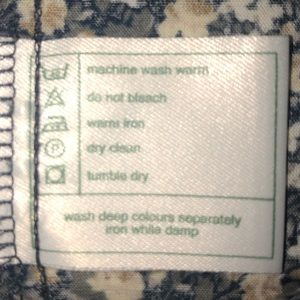 machine wash warm
do not bleach
warm iron
P dry clean
tumble dry
wash deep colours separately
iron while damp